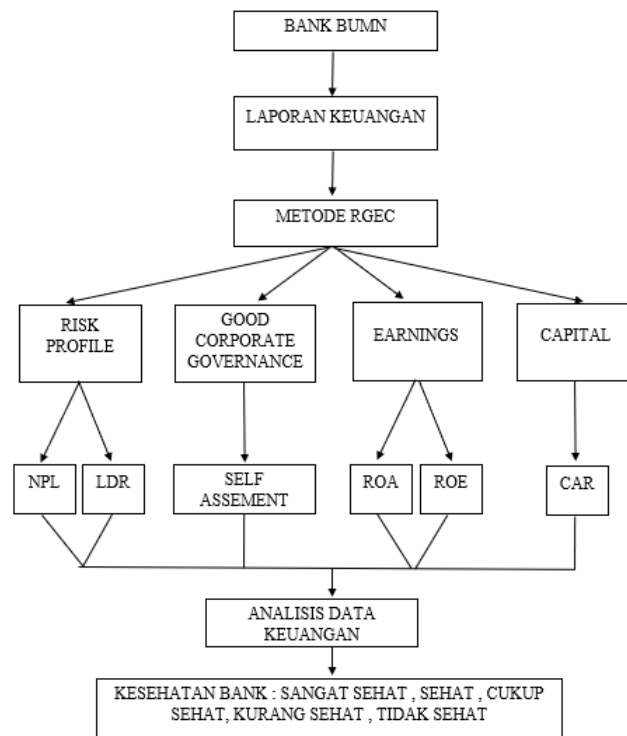 BANK BUMN
LAPORAN KEUANGAN
METODE RGEC
RISK
PROFILE
GOOD
CORPORATE
GOVERNANCE
EARNINGS
CAPITAL
NPL
LDR
SELF
ASSEMENT
ROA
ROE
CAR
ANALISIS DATA
KEUANGAN
KESEHATAN BANK : SANGAT SEHAT , SEHAT , CUKUP
SEHAT, KURANG SEHAT , TIDAK SEHAT